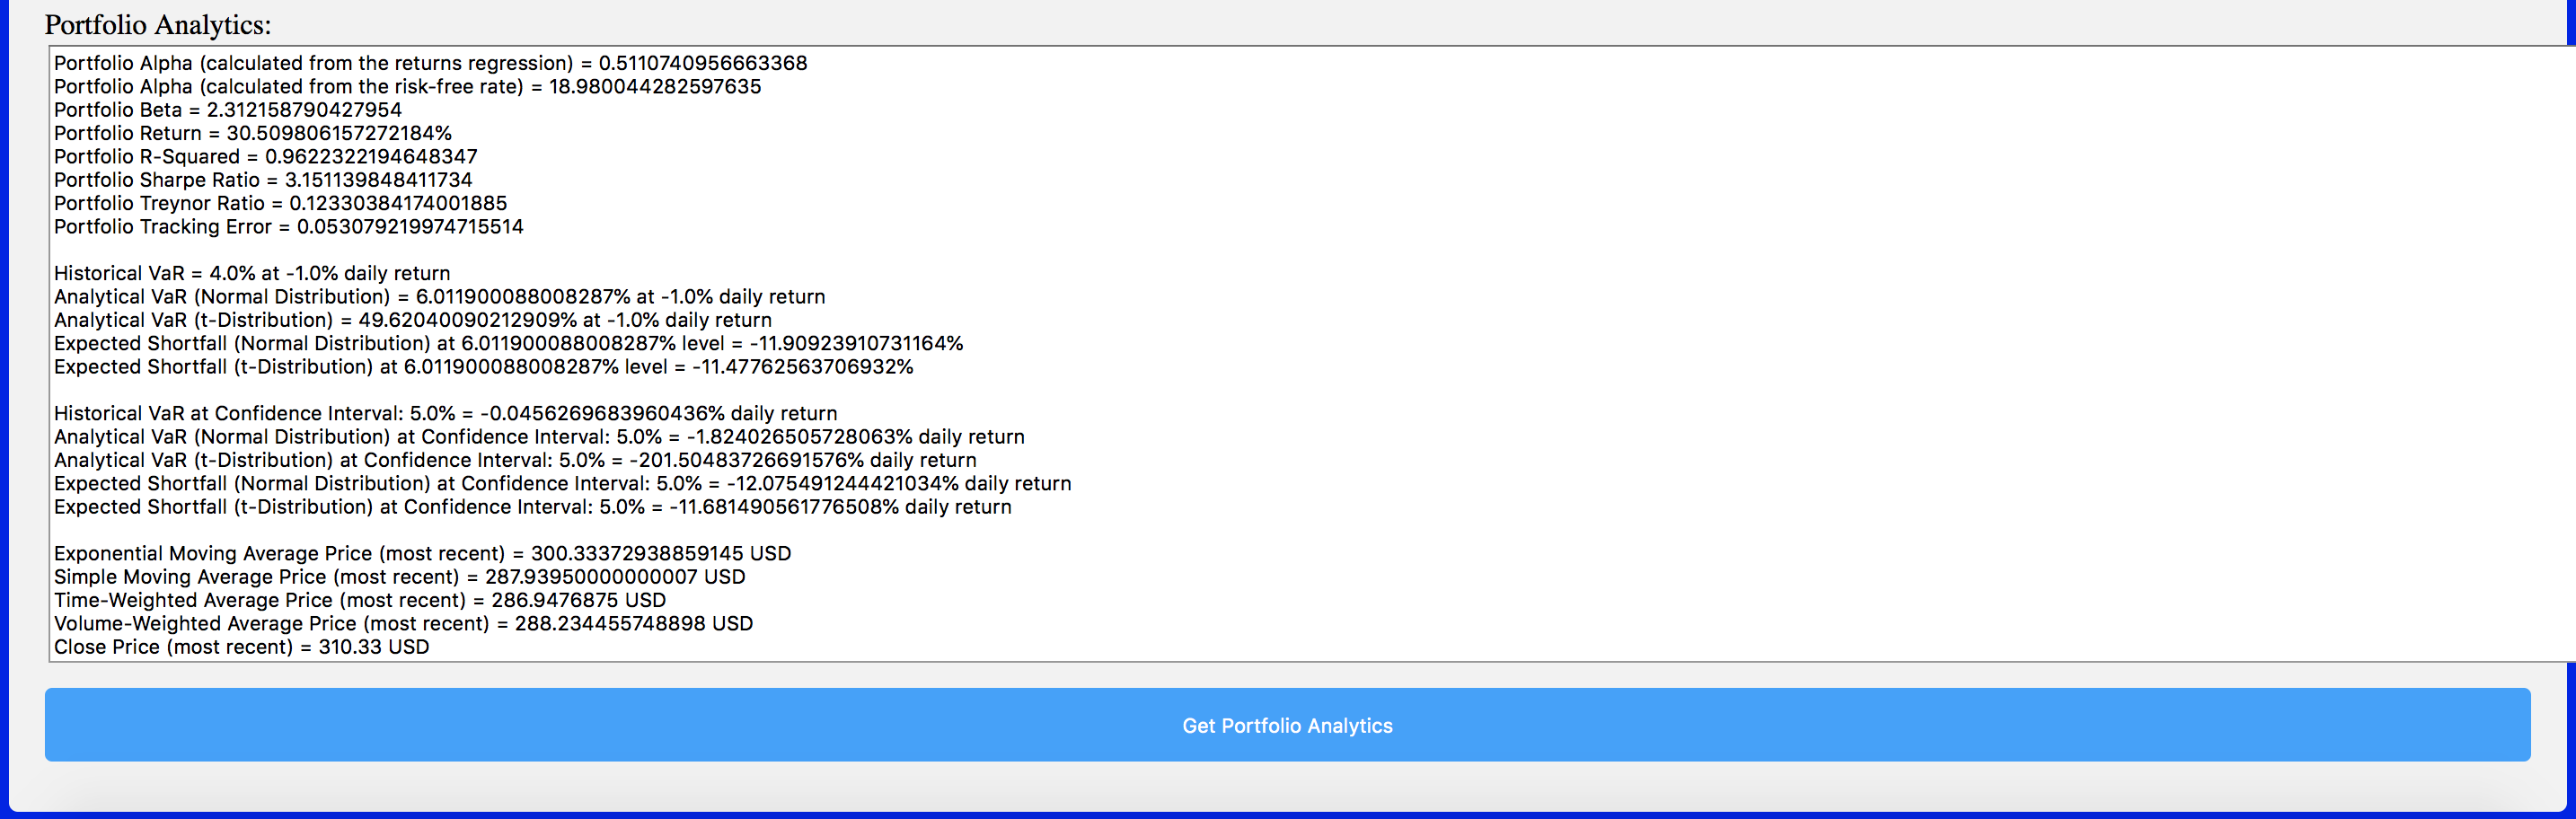 Portfolio Analytics:
Portfolio Alpha (calculated from the returns regression) = 0.5110740956663368
Portfolio Alpha (calculated from the risk-free rate) = 18.980044282597635
Portfolio Beta = 2.312158790427954
Portfolio Return = 30.509806157272184%
Portfolio R-Squared = 0.9622322194648347
Portfolio Sharpe Ratio = 3.151139848411734
Portfolio Treynor Ratio = 0.12330384174001885
Portfolio Tracking Error = 0.053079219974715514
Historical VaR = 4.0% at -1.0% daily return
Analytical VaR (Normal Distribution) = 6.011900088008287% at -1.0% daily return
Analytical VaR (t-Distribution) = 49.62040090212909% at -1.0% daily return
Expected Shortfall (Normal Distribution) at 6.011900088008287% level = -11.90923910731164%
Expected Shortfall (t-Distribution) at 6.011900088008287% level = -11.47762563706932%
Historical VaR at Confidence Interval: 5.0% = -0.0456269683960436% daily return
Analytical VaR (Normal Distribution) at Confidence Interval: 5.0% = -1.824026505728063% daily return
Analytical VaR (t-Distribution) at Confidence Interval: 5.0% = -201.50483726691576% daily return
Expected Shortfall (Normal Distribution) at Confidence Interval: 5.0% = -12.075491244421034% daily return
Expected Shortfall (t-Distribution) at Confidence Interval: 5.0% = -11.681490561776508% daily return
Exponential Moving Average Price (most recent) = 300.33372938859145 USD
Simple Moving Average Price (most recent) = 287.93950000000007 USD
Time-Weighted Average Price (most recent) = 286.9476875 USD
Volume-Weighted Average Price (most recent) = 288.234455748898 USD
Close Price (most recent) = 310.33 USD
Get Portfolio Analytics